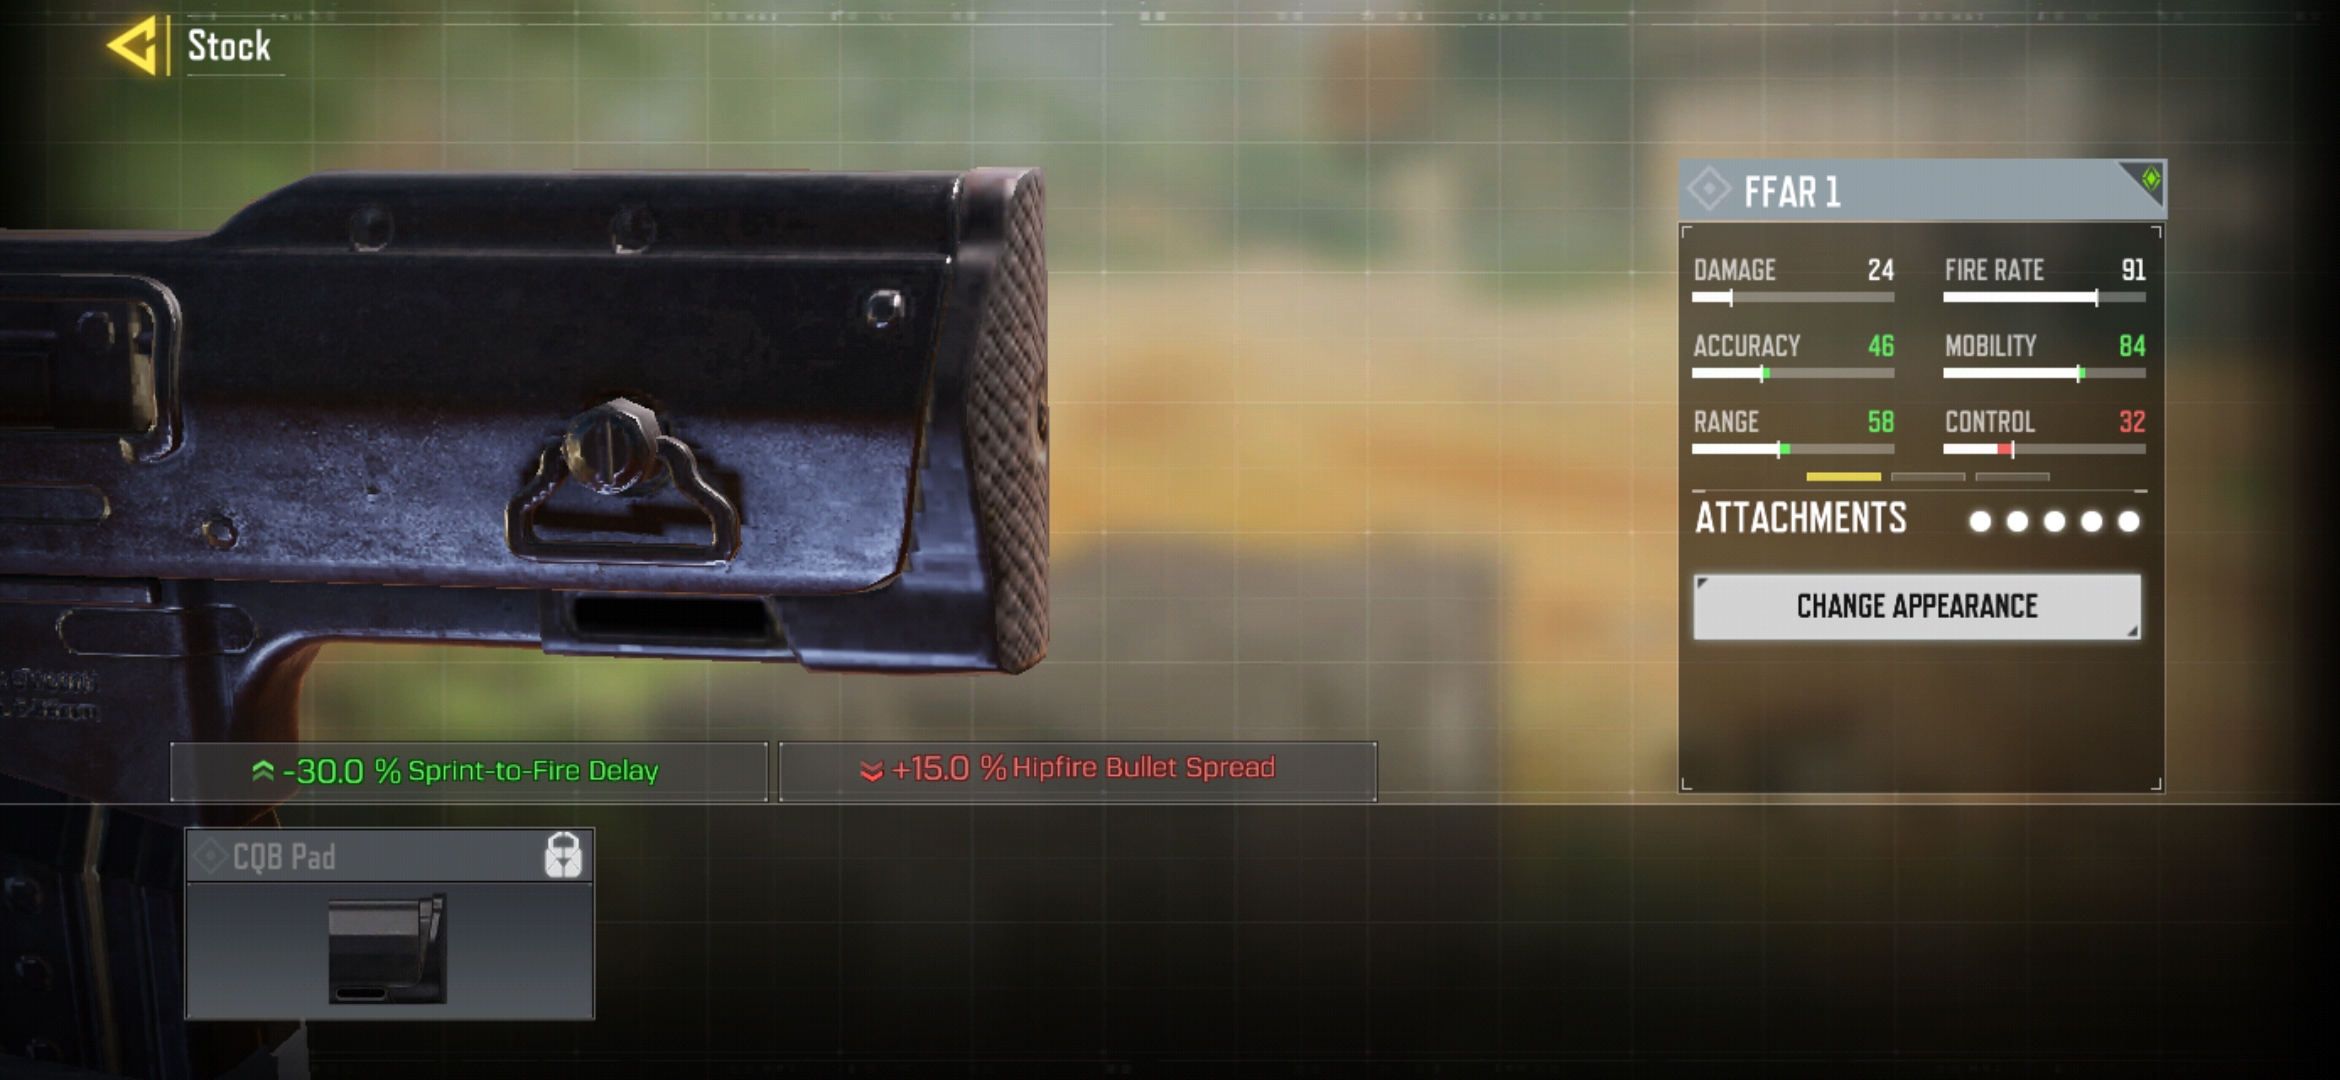 Stock
FFAR 1
DAMAGE 24 FIRE RATE 91
ACCURACY 46 MOBILITY 84
RANGE 58 CONTROL 32
ATTACHMENTS
CHANGE APPEARANCE
-30.0 % Sprint-to-Fire Delay
+15.0 % Hipfire Bullet Spread
CQB Pad